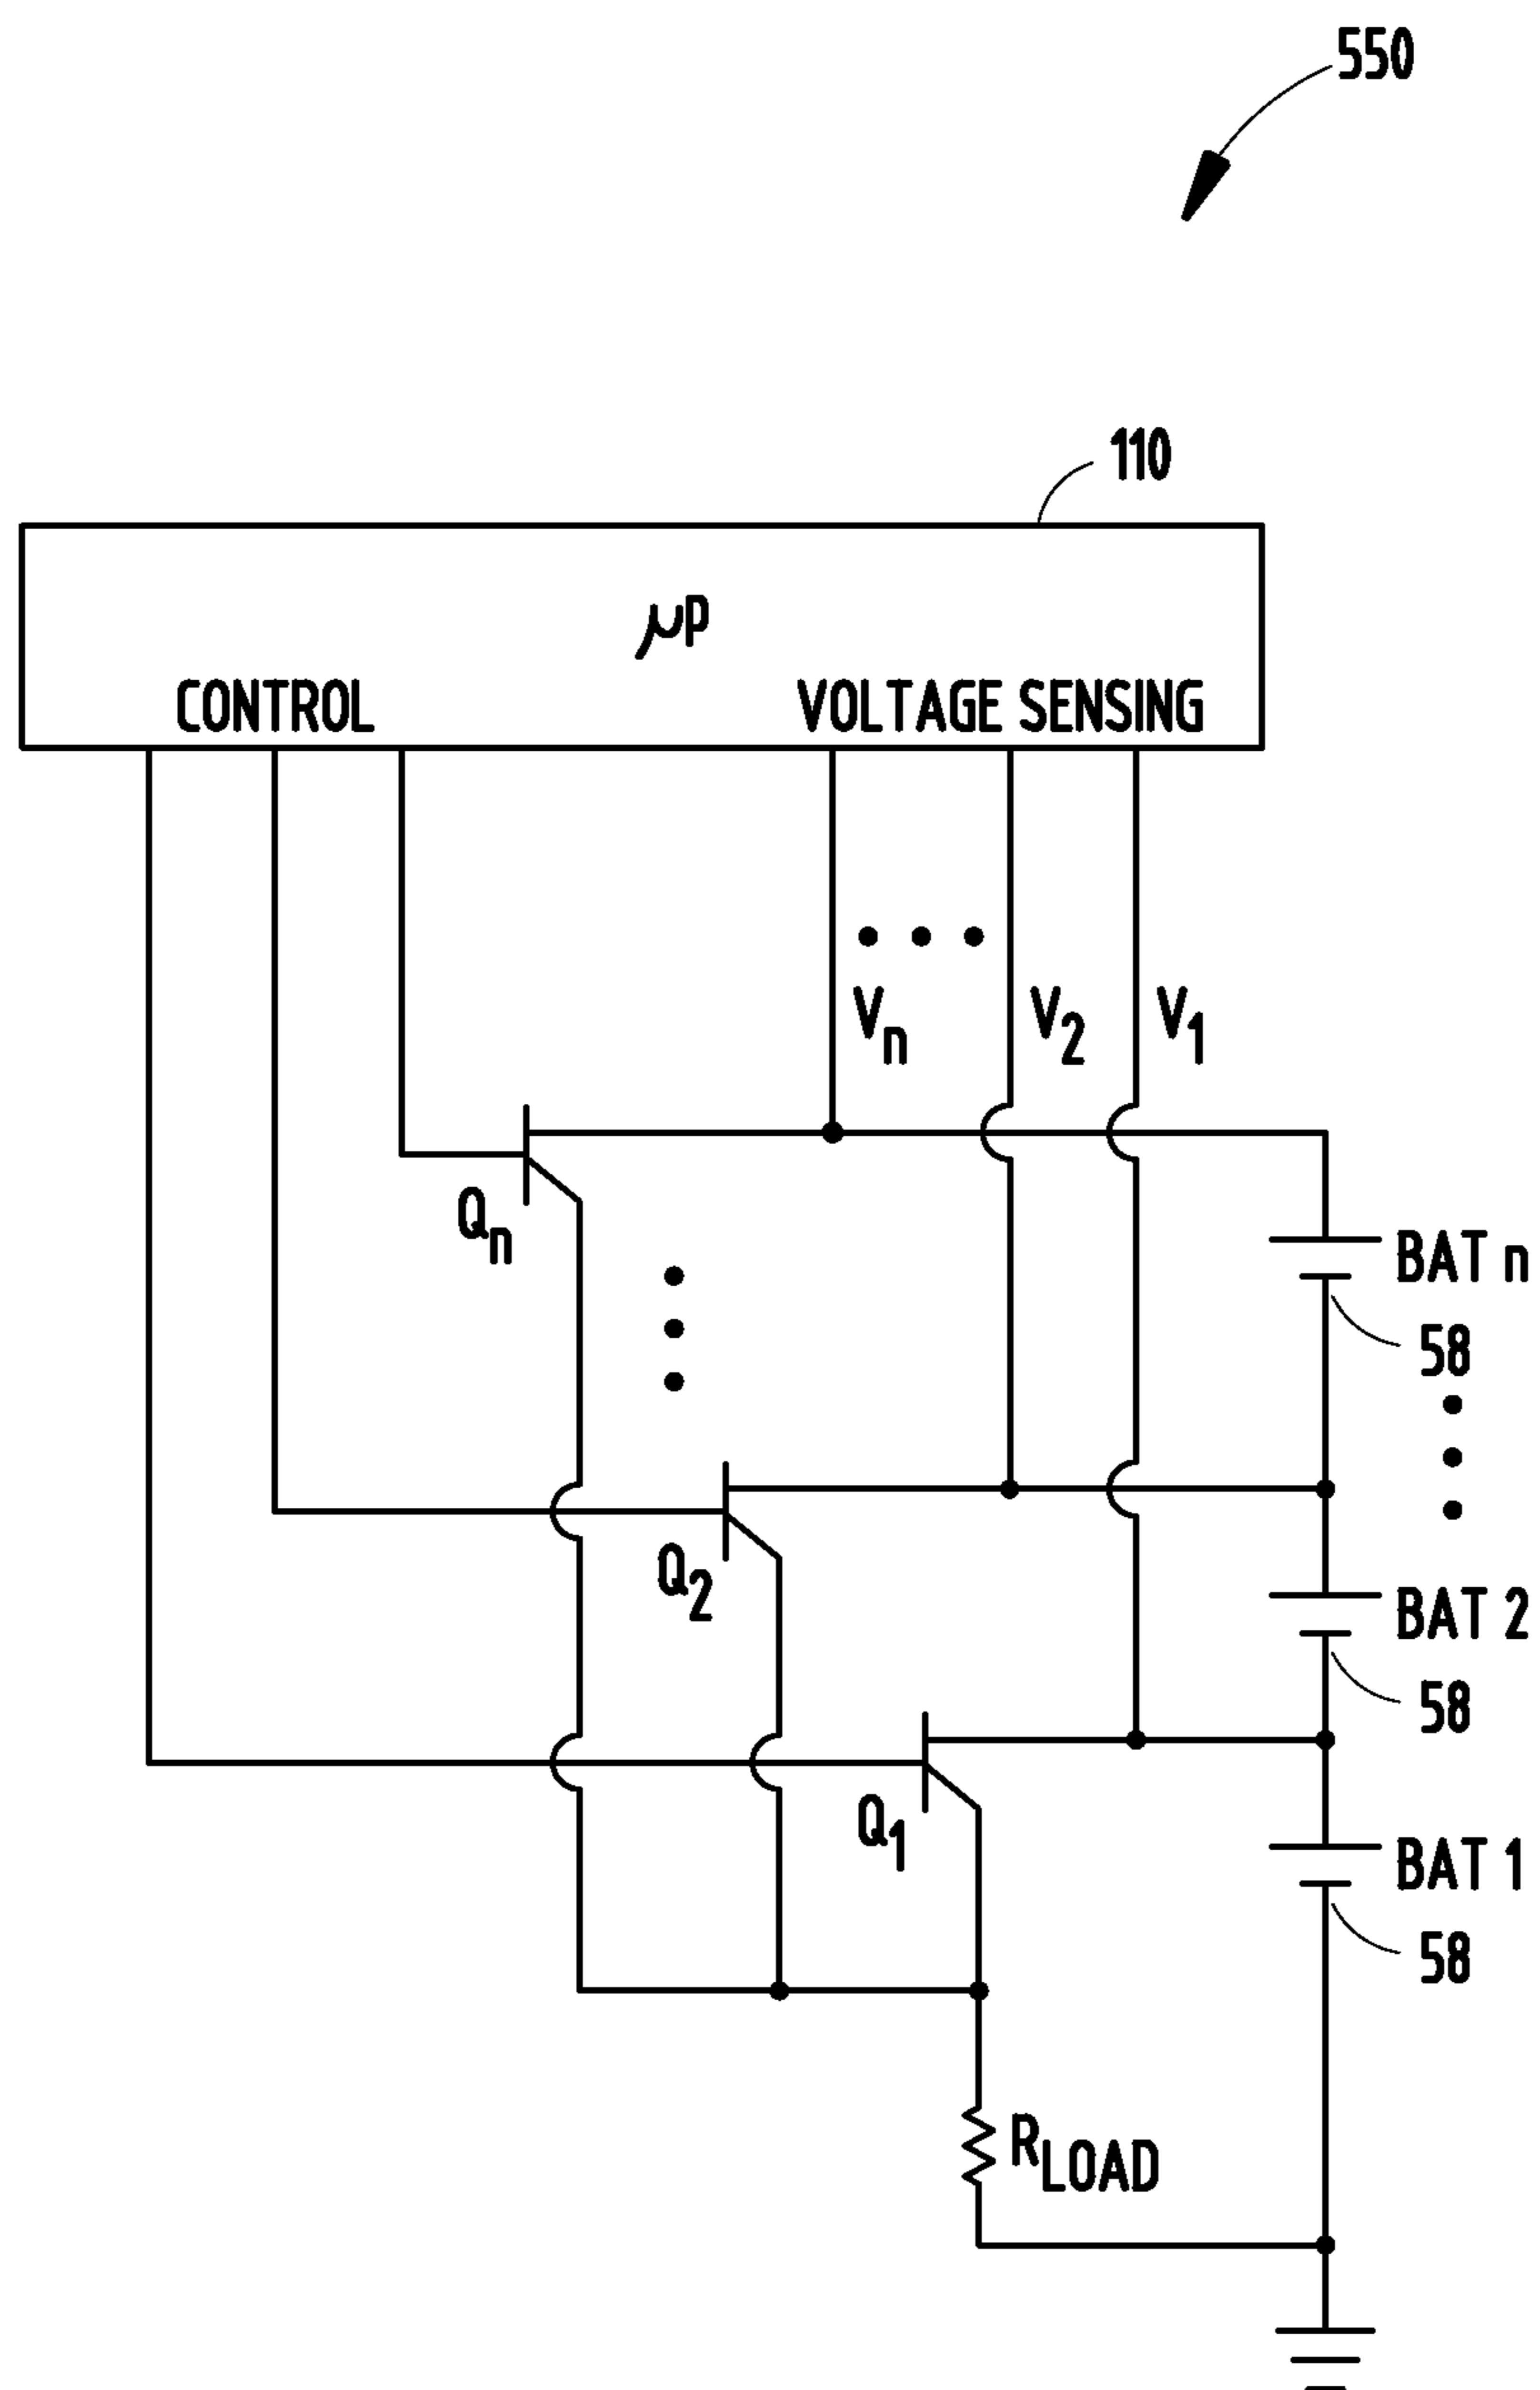 550
110
μP
CONTROL
VOLTAGE SENSING
Vn
V2
V1
Qn
BAT n
58
Q2
BAT 2
58
Q1
BAT 1
58
RLOAD